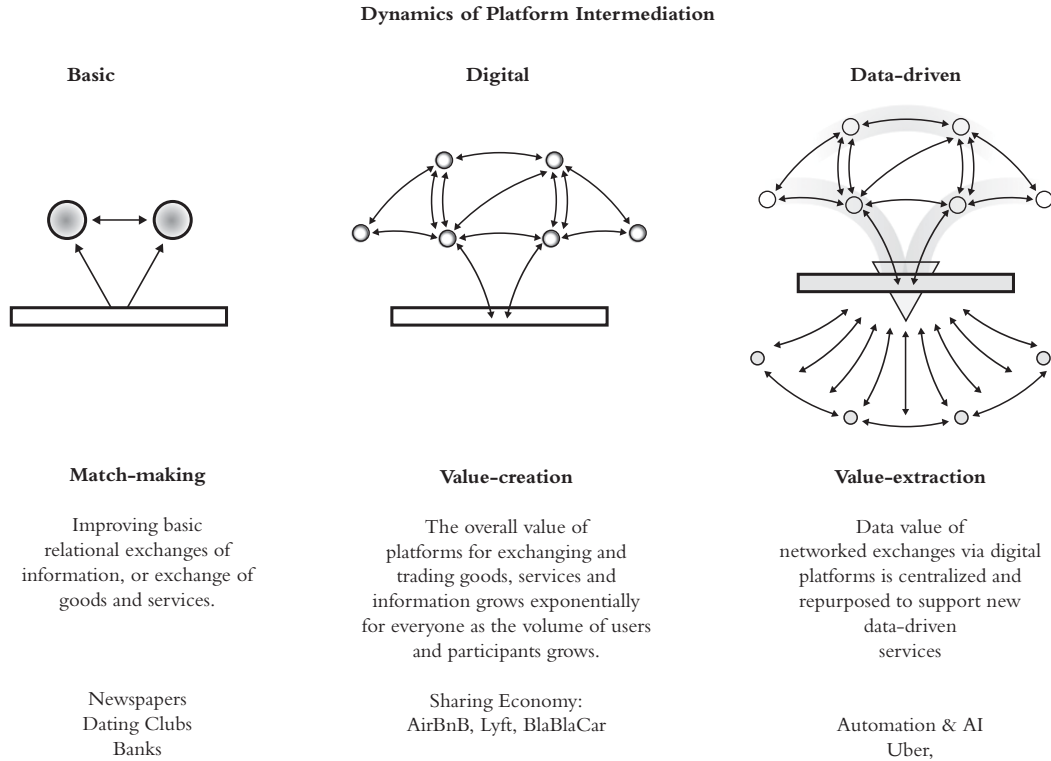 Dynamics of Platform Intermediation
Basic
Digital
Data-driven
Match-making
Improving basic
relational exchanges of
information, or exchange of
goods and services.
Newspapers
Dating Clubs
Banks
Value-creation
The overall value of
platforms for exchanging and
trading goods, services and
information grows exponentially
for everyone as the volume of users
and participants grows.
Sharing Economy:
AirBnB, Lyft, BlaBlaCar
Value-extraction
Data value of
networked exchanges via digital
platforms is centralized and
repurposed to support new
data-driven
services
Automation & AI
Uber,